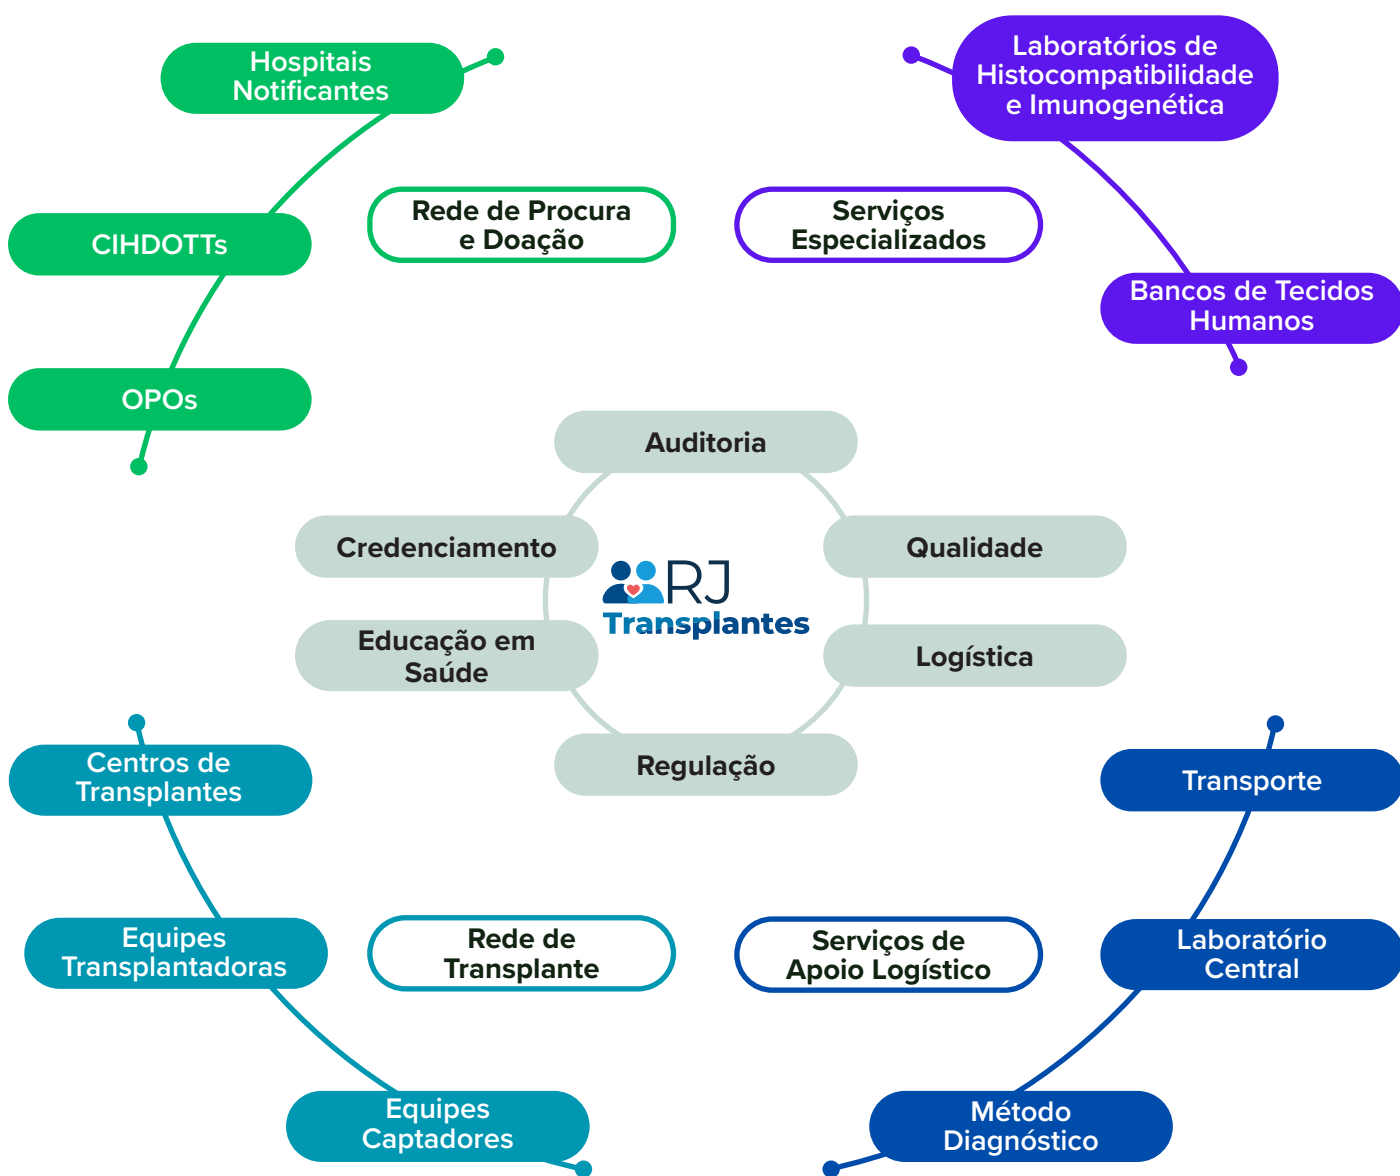 Hospitais
Notificantes
CIHDOTTs
OPOs
Rede de Procura
e Doação
Laboratórios de
Histocompatibilidade
e Imunogenética
Serviços
Especializados
Bancos de Tecidos
Humanos
Auditoria
Credenciamento
Qualidade
RJ
Transplantes
Educação em
Saúde
Logística
Regulação
Centros de
Transplantes
Equipes
Transplantadoras
Rede de
Transplante
Equipes
Captadores
Transporte
Serviços de
Apoio Logístico
Laboratório
Central
Método
Diagnóstico